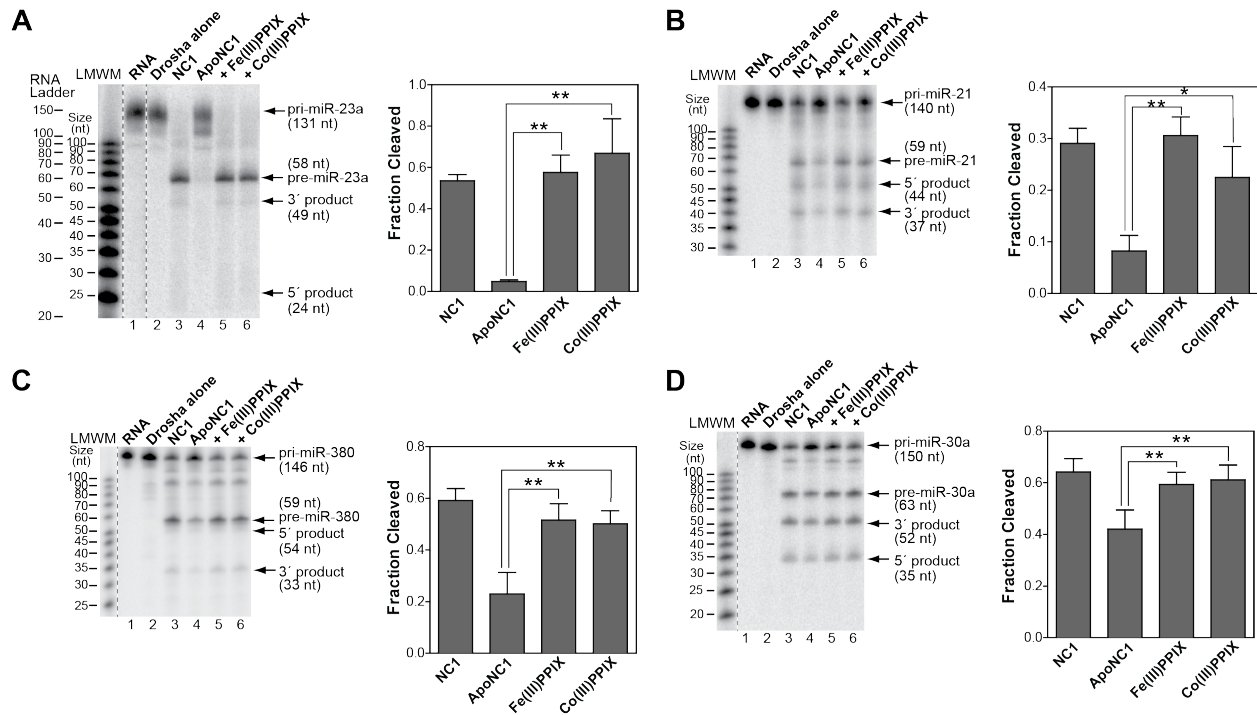 A
RNA
Drosha alone
NC1
ApoNC1
+ Fe(III)PPIX
+ Co(III)PPIX
RNA
Ladder
LMWM
Size
(nt)
150
100
80
60
50
40
30
20
100
90
80
70
60
50
45
40
35
30
25
pri-miR-23a
(131 nt)
(58 nt)
pre-miR-23a
3´ product
(49 nt)
5´ product
(24 nt)
1 2 3 4 5 6
Fraction Cleaved
1.0
0.8
0.6
0.4
0.2
0.0
**
**
NC1
ApoNC1
Fe(III)PPIX
Co(III)PPIX
B
RNA
Drosha alone
NC1
ApoNC1
+ Fe(III)PPIX
+ Co(III)PPIX
LMWM
Size
(nt)
100
90
80
70
60
50
45
40
35
30
pri-miR-21
(140 nt)
(59 nt)
pre-miR-21
5´ product
(44 nt)
3´ product
(37 nt)
1 2 3 4 5 6
Fraction Cleaved
0.4
0.3
0.2
0.1
0.0
*
**
NC1
ApoNC1
Fe(III)PPIX
Co(III)PPIX
C
RNA
Drosha alone
NC1
ApoNC1
+ Fe(III)PPIX
+ Co(III)PPIX
LMWM
Size
(nt)
100
90
80
70
60
50
45
40
35
30
25
pri-miR-380
(146 nt)
(59 nt)
pre-miR-380
5´ product
(54 nt)
3´ product
(33 nt)
1 2 3 4 5 6
Fraction Cleaved
0.8
0.6
0.4
0.2
0.0
**
**
NC1
ApoNC1
Fe(III)PPIX
Co(III)PPIX
D
RNA
Drosha alone
NC1
ApoNC1
+ Fe(III)PPIX
+ Co(III)PPIX
LMWM
Size
(nt)
100
90
80
70
60
50
45
40
35
30
25
20
pri-miR-30a
(150 nt)
pre-miR-30a
(63 nt)
3´ product
(52 nt)
5´ product
(35 nt)
1 2 3 4 5 6
Fraction Cleaved
0.8
0.6
0.4
0.2
0.0
**
**
NC1
ApoNC1
Fe(III)PPIX
Co(III)PPIX